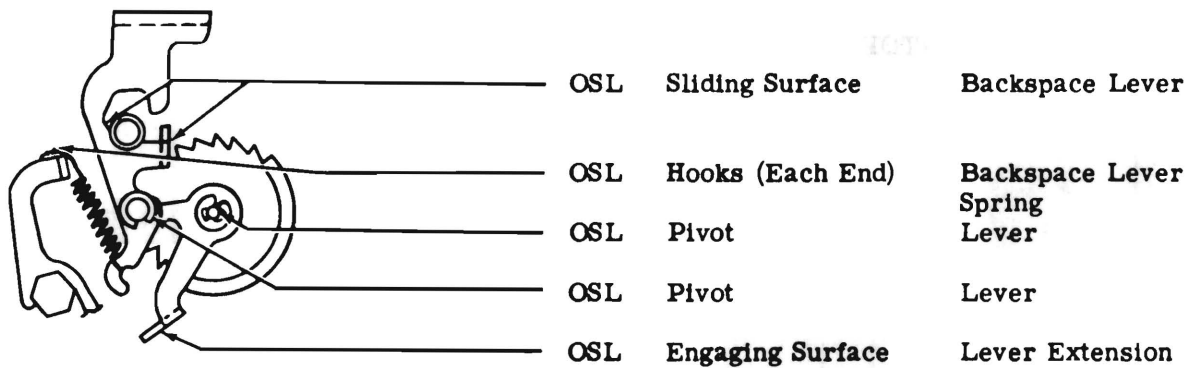 OSL Sliding Surface Backspace Lever
OSL Hooks (Each End) Backspace Lever
Spring
OSL Pivot Lever
OSL Pivot Lever
OSL Engaging Surface Lever Extension